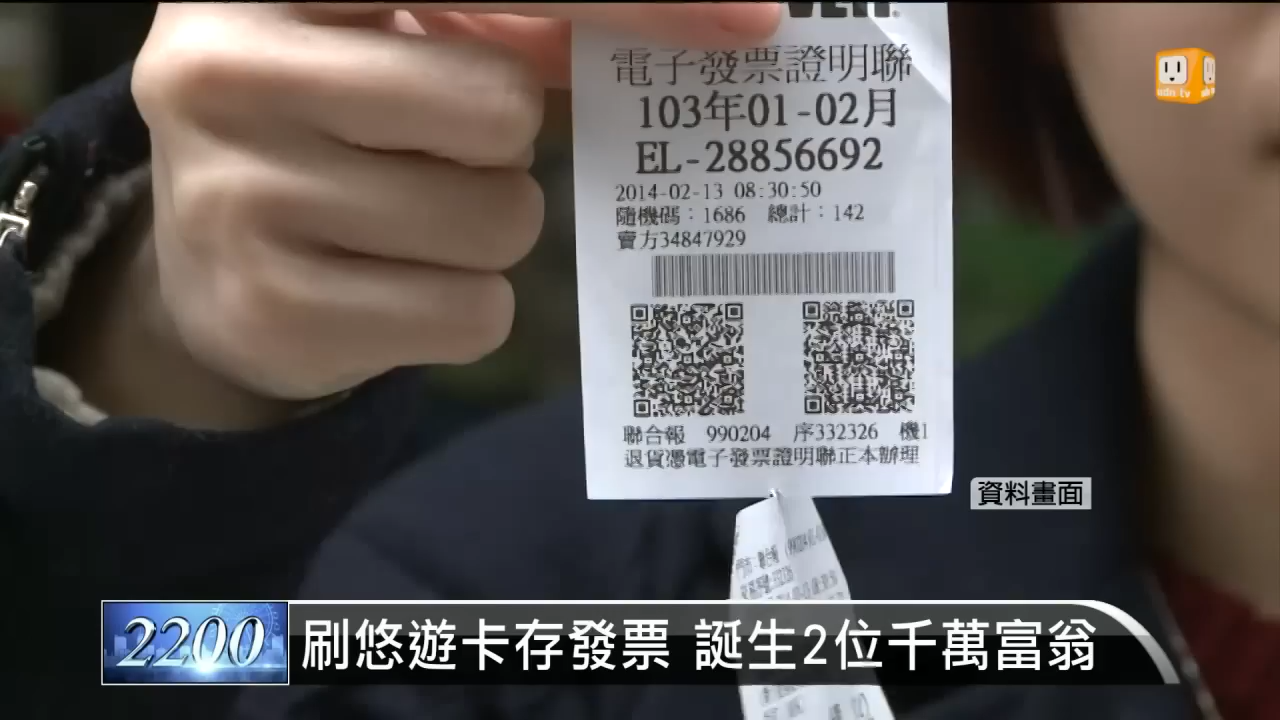 電子發票證明聯
103年01-02月
EL-28856692
2014-02-13 08:30:50
隨機碼:1686 總計:142
賣方34847929
聯合報 990204 序332326 機1
退貨憑電子發票證明聯正本辦理
udn tv
資料畫面
2200
刷悠遊卡存發票 誕生2位千萬富翁